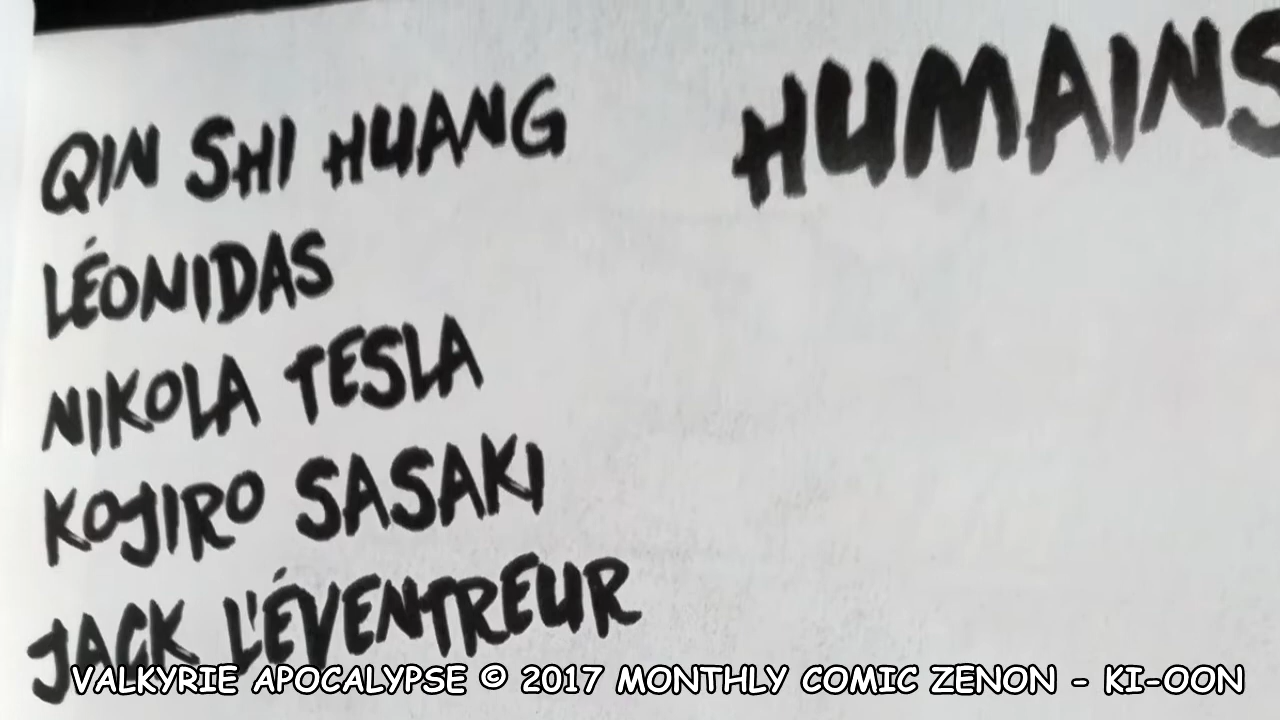 HUMAINS
QIN SHI HUANG
LÉONIDAS
NIKOLA TESLA
KOJIRO SASAKI
JACK L'ÉVENTREUR
VALKYRIE APOCALYPSE © 2017 MONTHLY COMIC ZENON - KI-OON